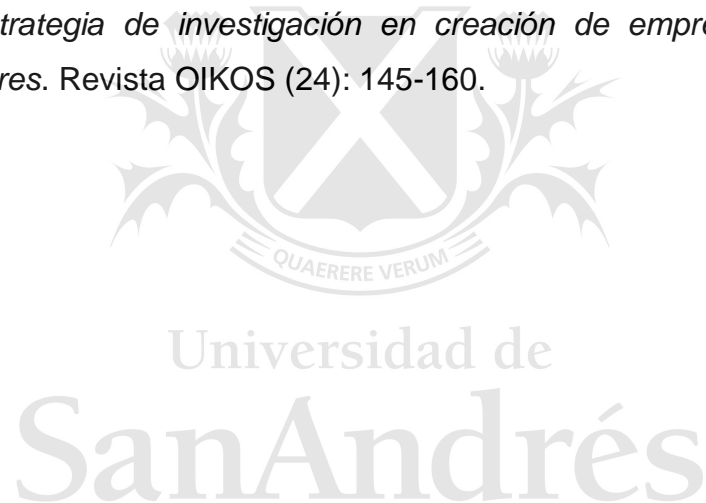 trategia de investigación en creación de empre
res. Revista OIKOS (24): 145-160.
QUAERERE VERUM
Universidad de
SanAndrés